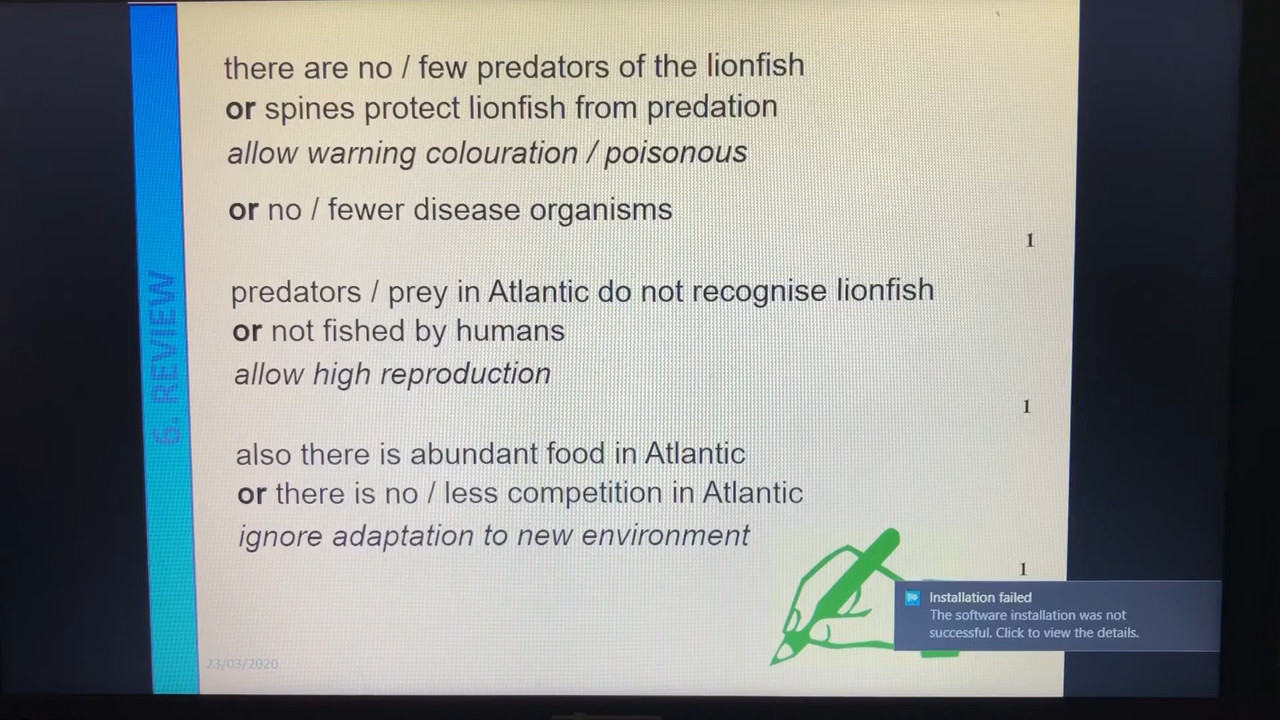 there are no / few predators of the lionfish
or spines protect lionfish from predation
allow warning colouration / poisonous
or no / fewer disease organisms
1
predators / prey in Atlantic do not recognise lionfish
or not fished by humans
allow high reproduction
1
also there is abundant food in Atlantic
or there is no / less competition in Atlantic
ignore adaptation to new environment
1
6. REVIEW
Installation failed
The software installation was not
successful. Click to view the details.
23/03/2020